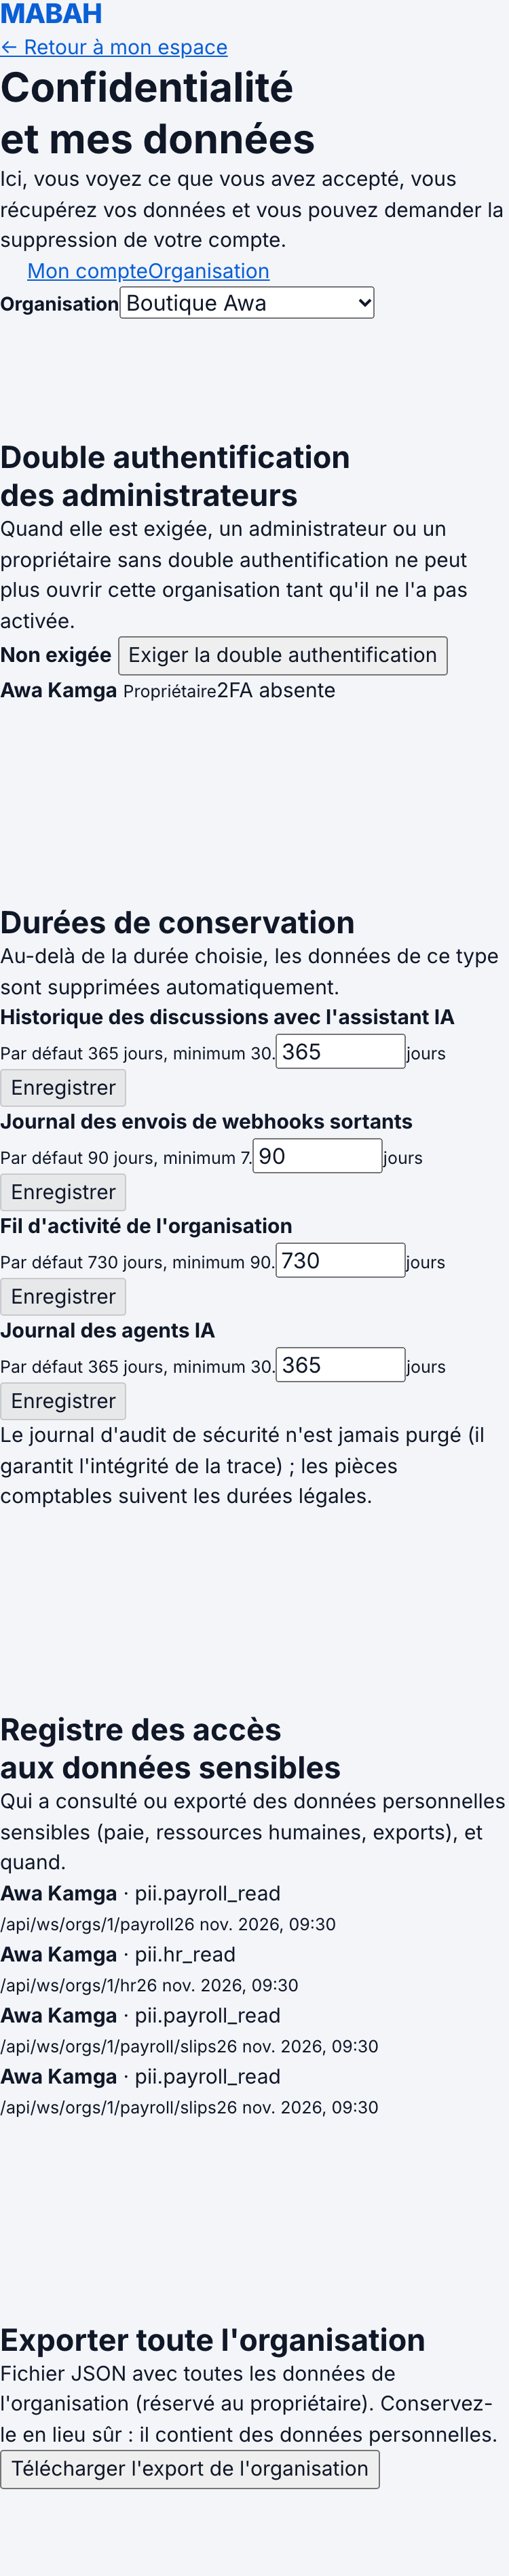 MABAH
← Retour à mon espace
Confidentialité
et mes données
Ici, vous voyez ce que vous avez accepté, vous
récupérez vos données et vous pouvez demander la
suppression de votre compte.
Mon compteOrganisation
Organisation Boutique Awa
Double authentification
des administrateurs
Quand elle est exigée, un administrateur ou un
propriétaire sans double authentification ne peut
plus ouvrir cette organisation tant qu'il ne l'a pas
activée.
Non exigée Exiger la double authentification
Awa Kamga Propriétaire2FA absente
Durées de conservation
Au-delà de la durée choisie, les données de ce type
sont supprimées automatiquement.
Historique des discussions avec l'assistant IA
Par défaut 365 jours, minimum 30. 365 jours
Enregistrer
Journal des envois de webhooks sortants
Par défaut 90 jours, minimum 7. 90 jours
Enregistrer
Fil d'activité de l'organisation
Par défaut 730 jours, minimum 90. 730 jours
Enregistrer
Journal des agents IA
Par défaut 365 jours, minimum 30. 365 jours
Enregistrer
Le journal d'audit de sécurité n'est jamais purgé (il
garantit l'intégrité de la trace) ; les pièces
comptables suivent les durées légales.
Registre des accès
aux données sensibles
Qui a consulté ou exporté des données personnelles
sensibles (paie, ressources humaines, exports), et
quand.
Awa Kamga · pii.payroll_read
/api/ws/orgs/1/payroll26 nov. 2026, 09:30
Awa Kamga · pii.hr_read
/api/ws/orgs/1/hr26 nov. 2026, 09:30
Awa Kamga · pii.payroll_read
/api/ws/orgs/1/payroll/slips26 nov. 2026, 09:30
Awa Kamga · pii.payroll_read
/api/ws/orgs/1/payroll/slips26 nov. 2026, 09:30
Exporter toute l'organisation
Fichier JSON avec toutes les données de
l'organisation (réservé au propriétaire). Conservez-
le en lieu sûr : il contient des données personnelles.
Télécharger l'export de l'organisation